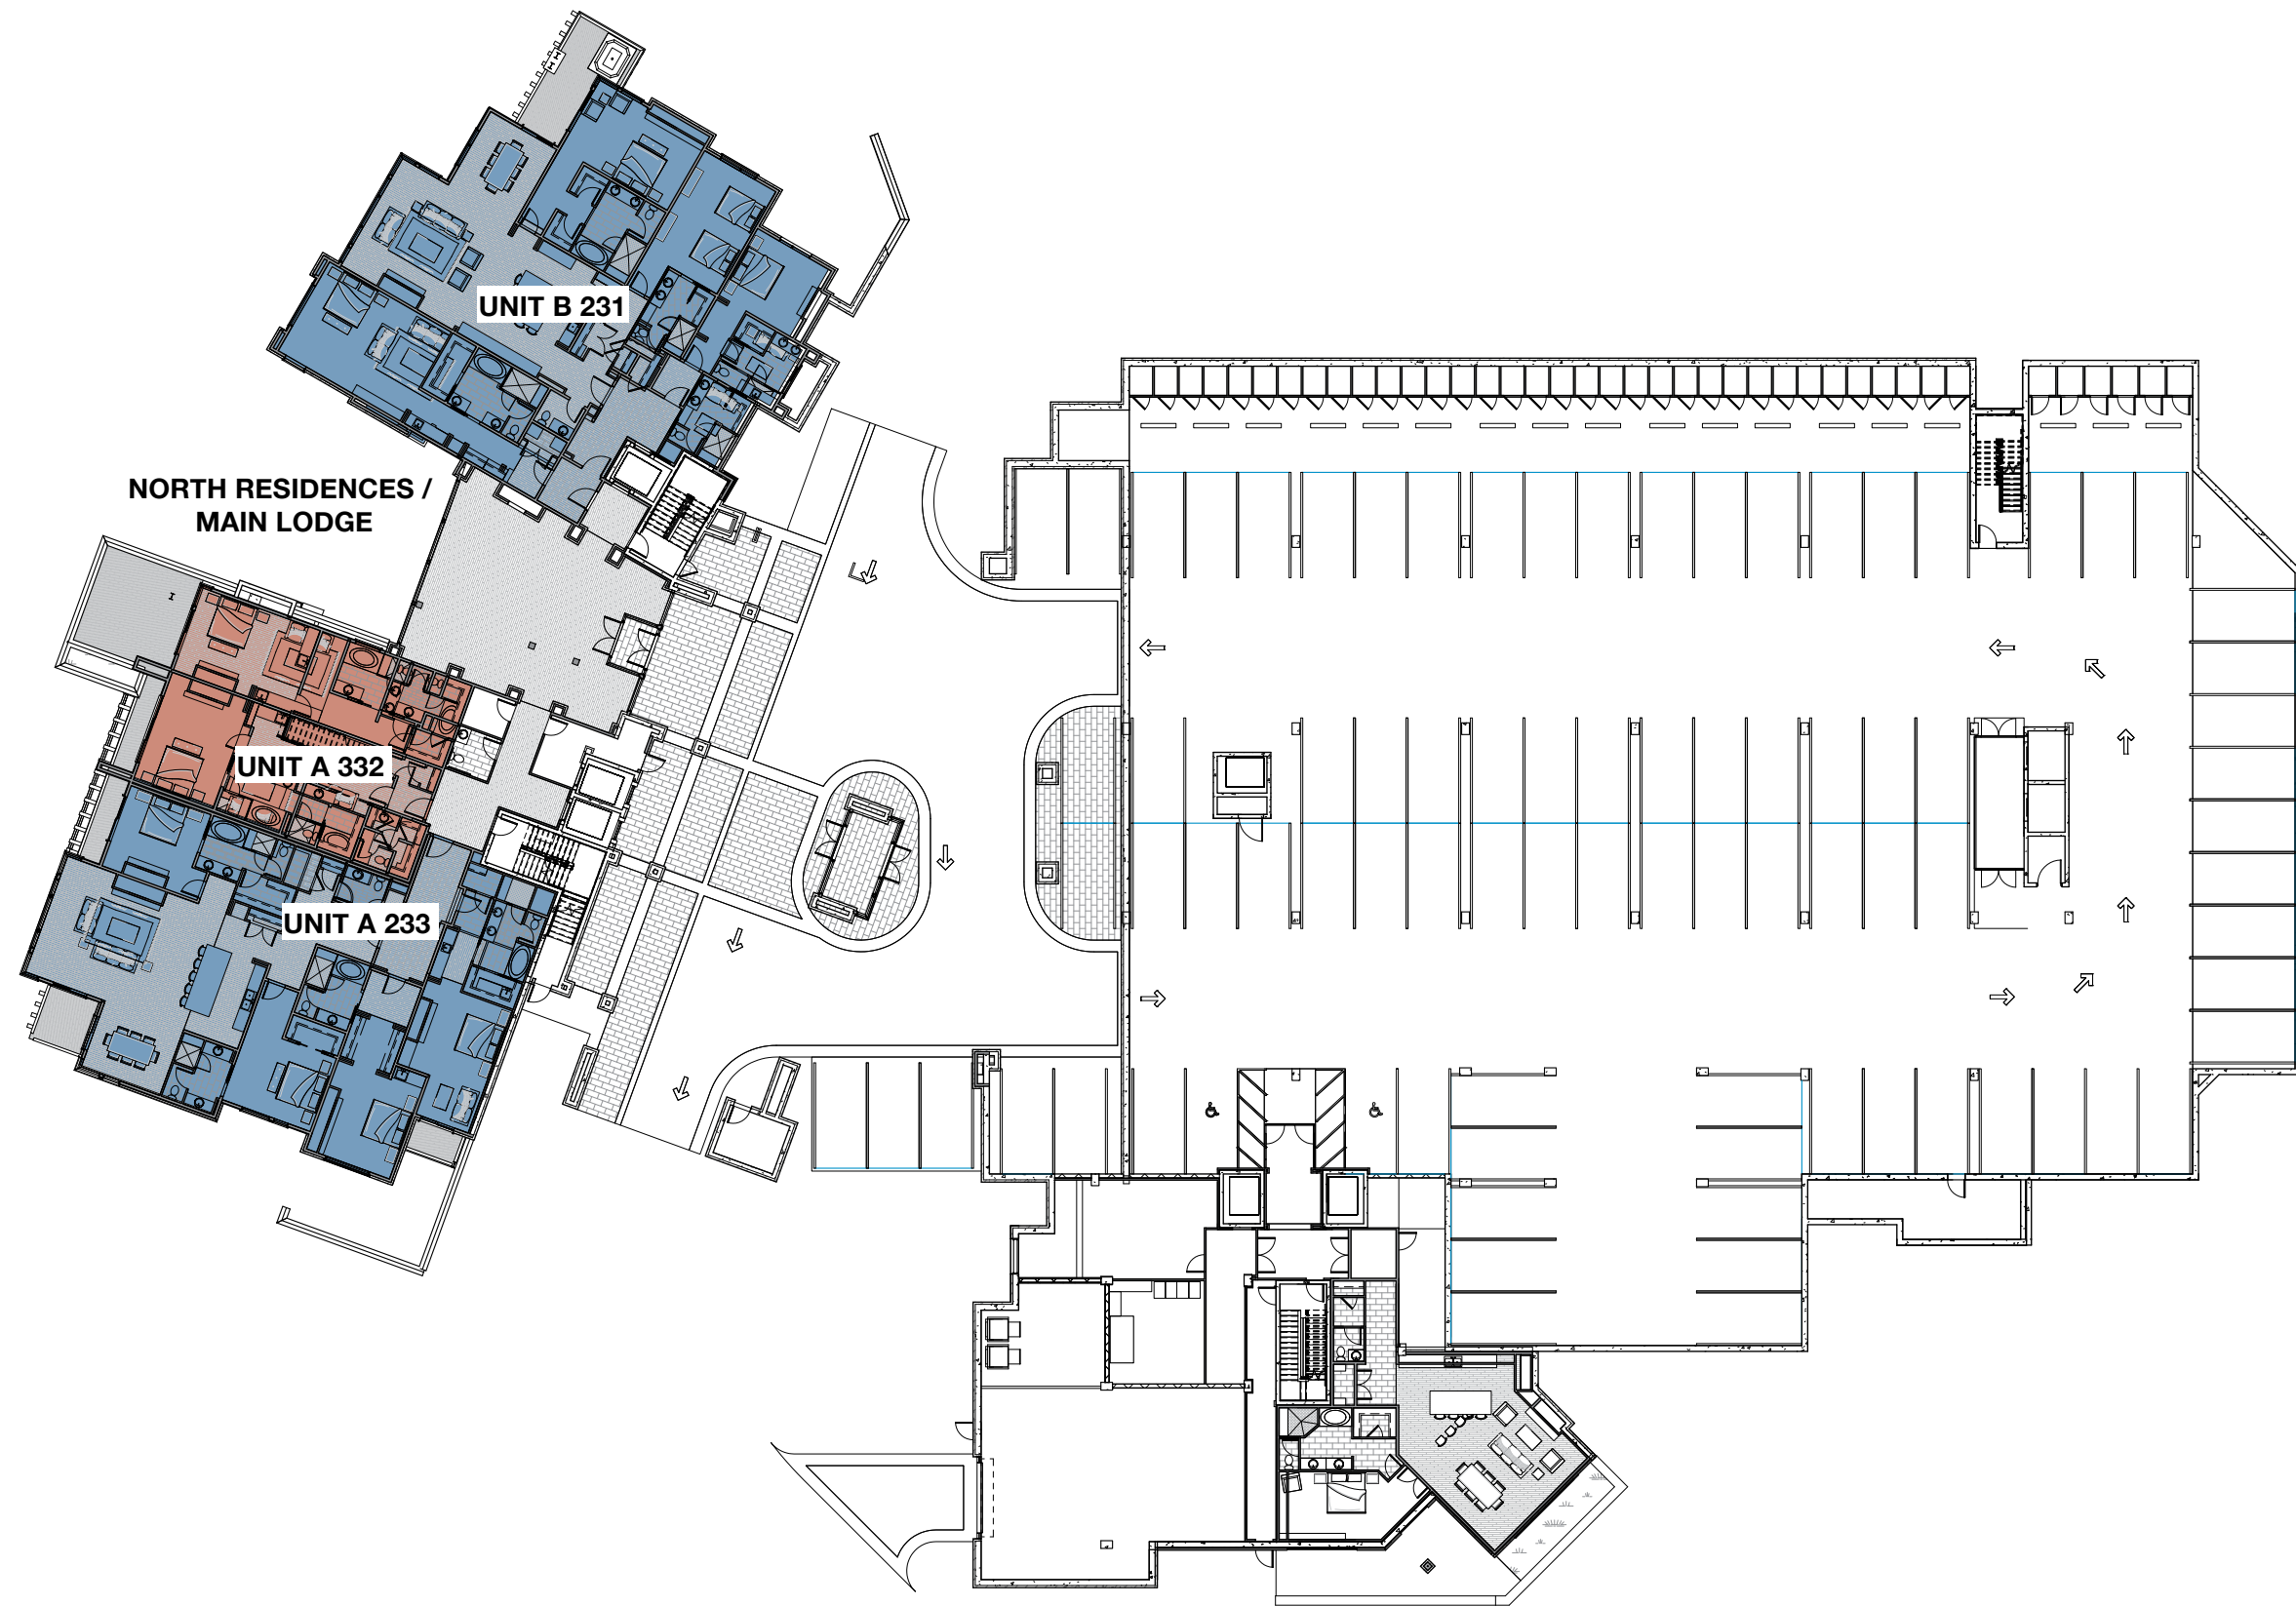 UNIT B 231
NORTH RESIDENCES /
MAIN LODGE
UNIT A 332
UNIT A 233